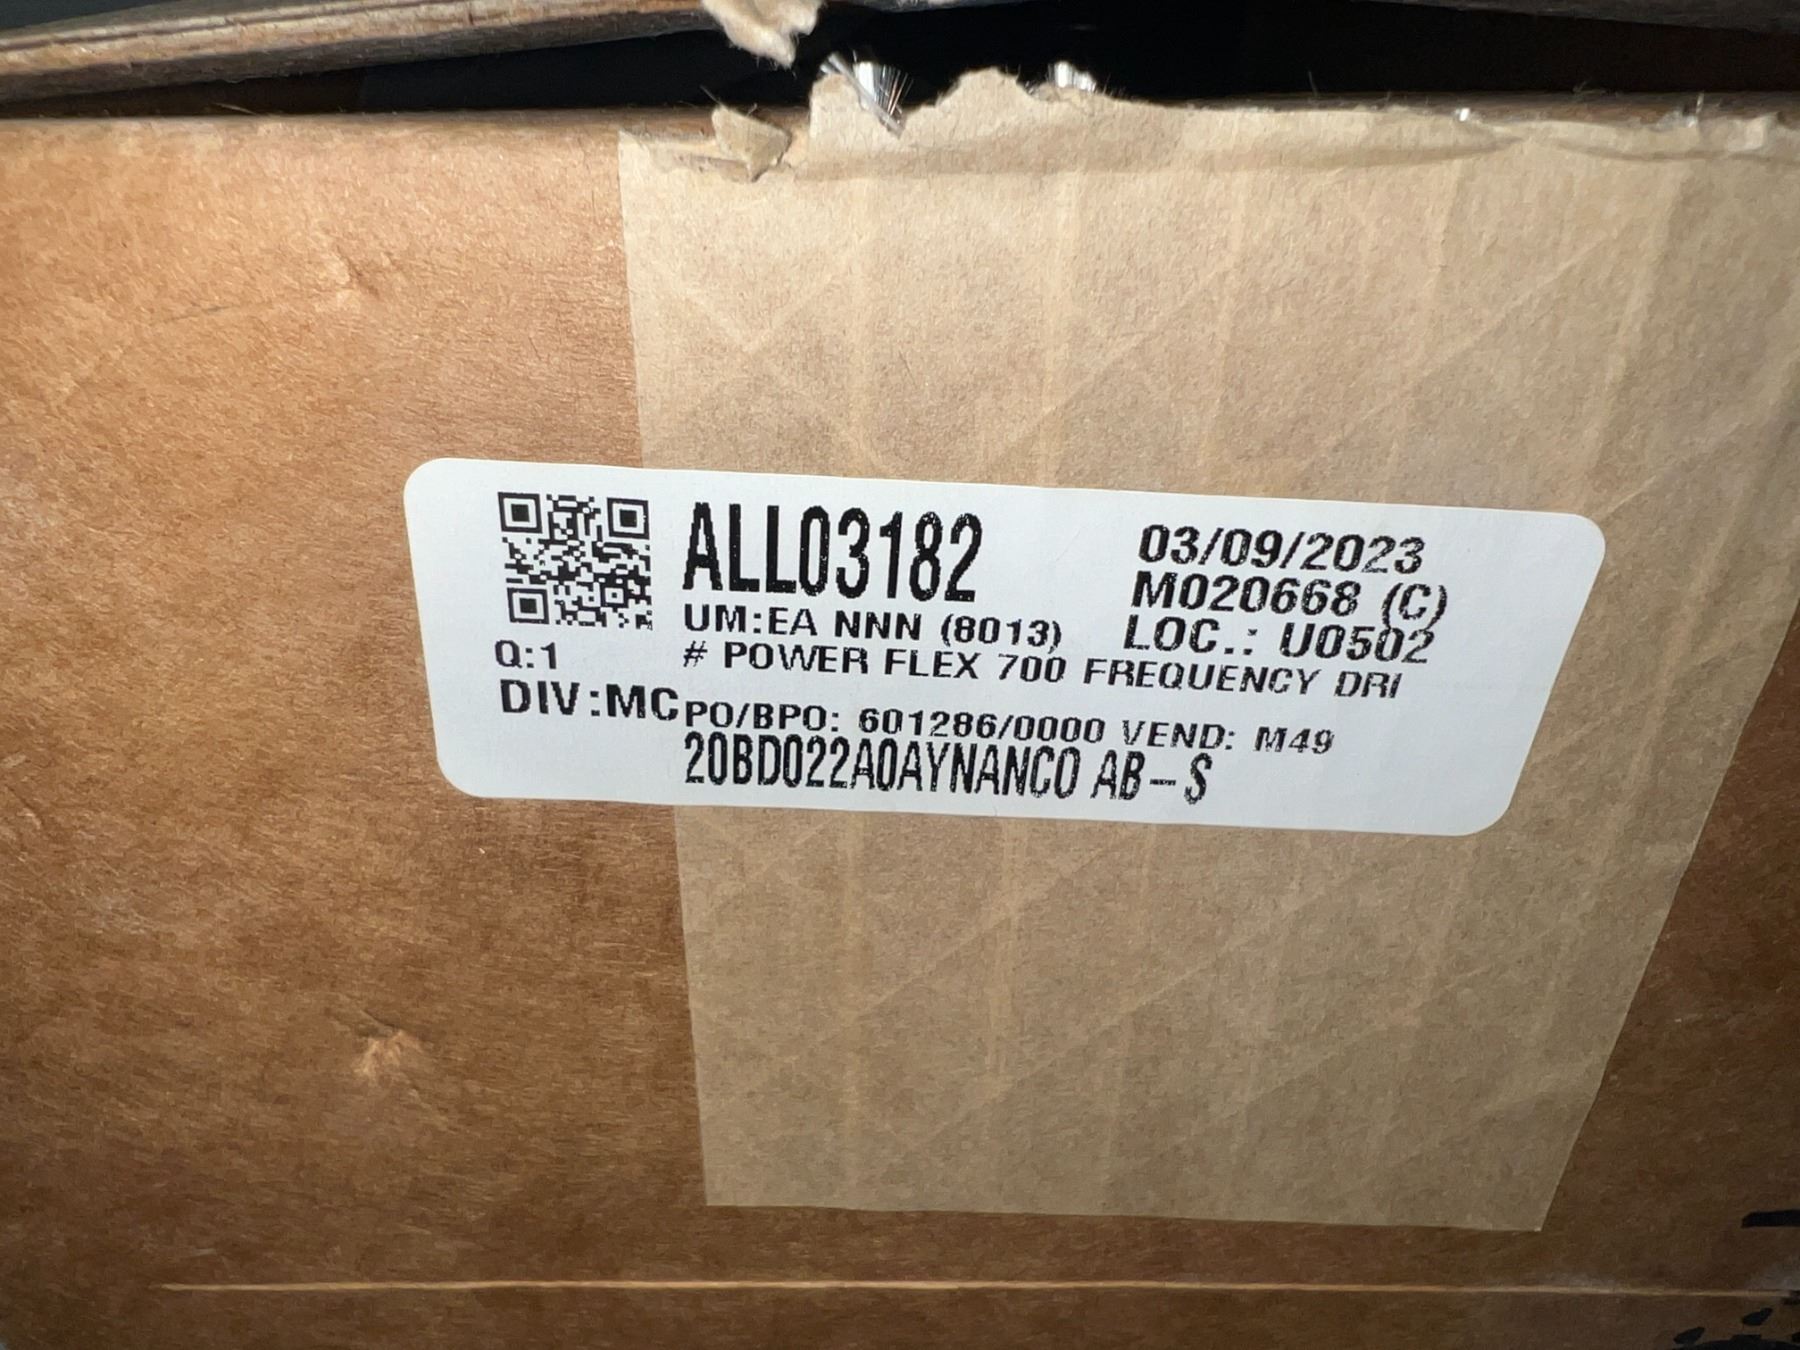 ALL03182
03/09/2023
M020668 (C)
UM:EA NNN (8013)
LOC.: U0502
Q:1
# POWER FLEX 700 FREQUENCY DRI
DIV:MC
PO/BPO: 601286/0000 VEND: M49
20BD022A0AYNANC0 AB-S